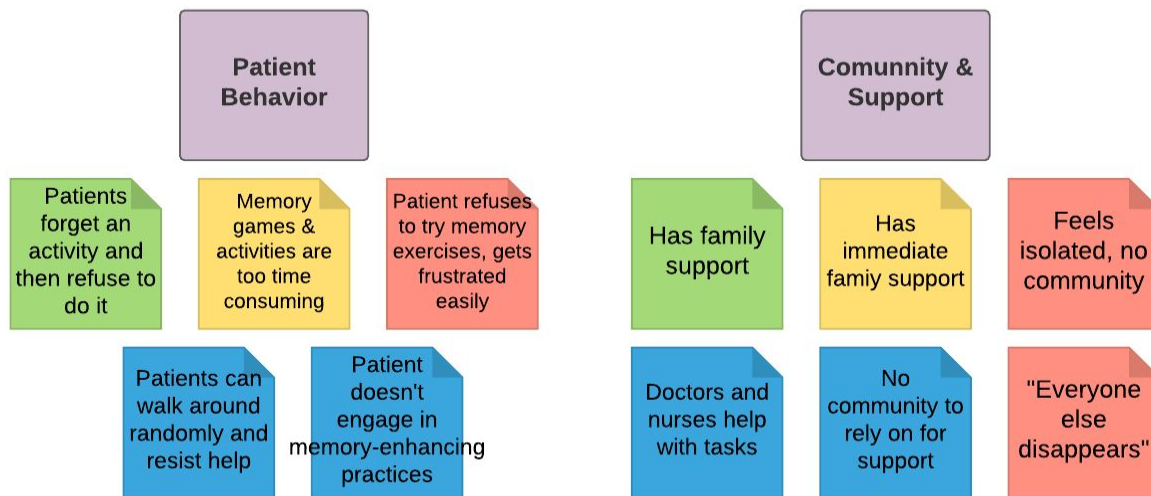 Patient
Behavior
Comunnity &
Support
Patients
forget an
activity and
then refuse to
do it
Memory
games &
activities are
too time
consuming
Patient refuses
to try memory
exercises, gets
frustrated
easily
Has family
support
Has
immediate
famiy support
Feels
isolated, no
community
Patients can
walk around
randomly and
resist help
Patient
doesn't
engage in
memory-enhancing
practices
Doctors and
nurses help
with tasks
No
community to
rely on for
support
"Everyone
else
disappears"